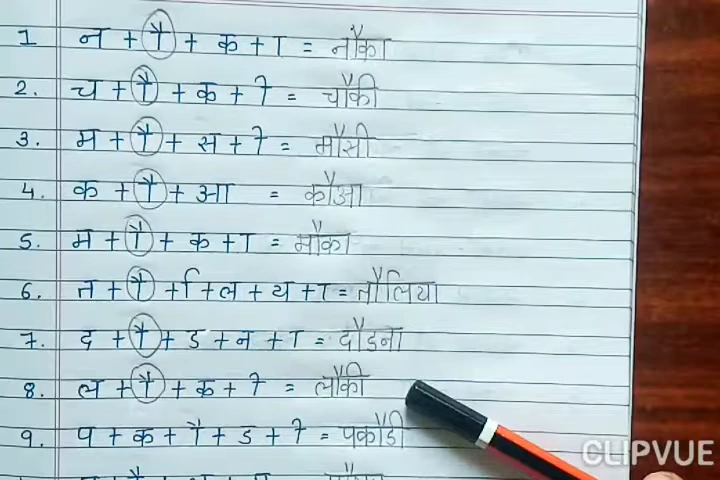 1 न + ौ + क + ा = नौका
2. च + ौ + क + ी = चौकी
3. म + ौ + स + ी = मौसी
4. क + ौ + आ = कौआ
5. म + ौ + क + ा = मौका
6. त + ौ + ि + ल + य + ा = तौलिया
7. द + ौ + ड + न + ा = दौडना
8. ल + ौ + क + ी = लौकी
9. प + क + ौ + ड + ी = पकौडी
CLIPVUE